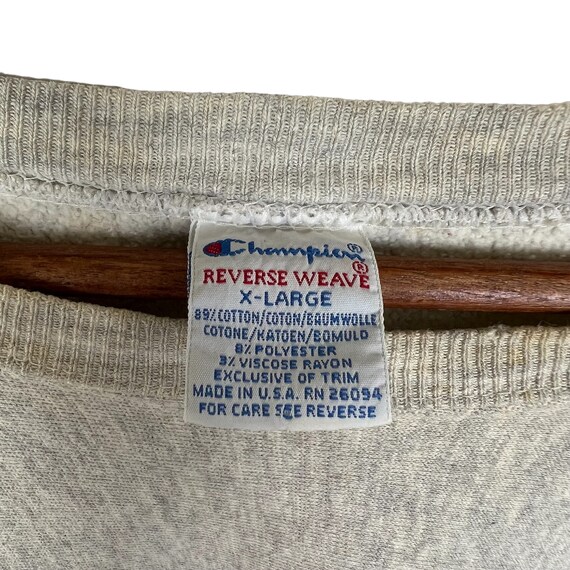 Champion®
REVERSE WEAVE®
X-LARGE
89% COTTON/COTON/BAUMWOLLE
COTONE/KATOEN/BOMULD
8% POLYESTER
3% VISCOSE RAYON
EXCLUSIVE OF TRIM
MADE IN U.S.A. RN 26094
FOR CARE SEE REVERSE